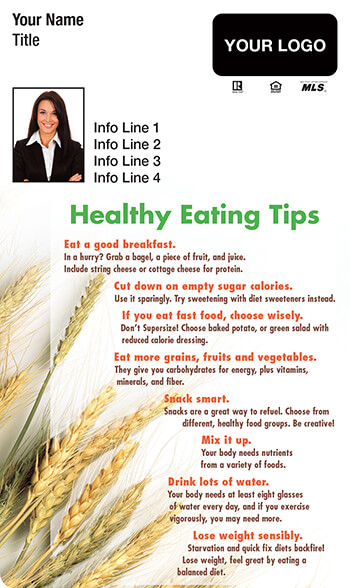 Your Name
Title
YOUR LOGO
MLS
Info Line 1
Info Line 2
Info Line 3
Info Line 4
Healthy Eating Tips
Eat a good breakfast.
In a hurry? Grab a bagel, a piece of fruit, and juice.
Include string cheese or cottage cheese for protein.
Cut down on empty sugar calories.
Use it sparingly. Try sweetening with diet sweeteners instead.
If you eat fast food, choose wisely.
Don't Supersize! Choose baked potato, or green salad with
reduced calorie dressing.
Eat more grains, fruits and vegetables.
They give you carbohydrates for energy, plus vitamins,
minerals, and fiber.
Snack smart.
Snacks are a great way to refuel. Choose from
different, healthy food groups. Be creative!
Mix it up.
Your body needs nutrients
from a variety of foods.
Drink lots of water.
Your body needs at least eight glasses
of water every day, and if you exercise
vigorously, you may need more.
Lose weight sensibly.
Starvation and quick fix diets backfire!
Lose weight, feel great by eating a
balanced diet.